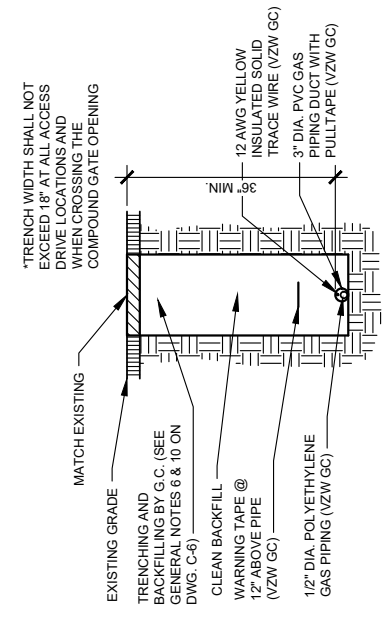 *TRENCH WIDTH SHALL NOT
EXCEED 18" AT ALL ACCESS
DRIVE LOCATIONS AND
WHEN CROSSING THE
COMPOUND GATE OPENING
MATCH EXISTING
EXISTING GRADE
TRENCHING AND
BACKFILLING BY G.C. (SEE
GENERAL NOTES 6 & 10 ON
DWG. C-6)
CLEAN BACKFILL
WARNING TAPE @
12" ABOVE PIPE
(VZW GC)
1/2" DIA. POLYETHYLENE
GAS PIPING (VZW GC)
36" MIN.
12 AWG YELLOW
INSULATED SOLID
TRACE WIRE (VZW GC)
3" DIA. PVC GAS
PIPING DUCT WITH
PULLTAPE (VZW GC)